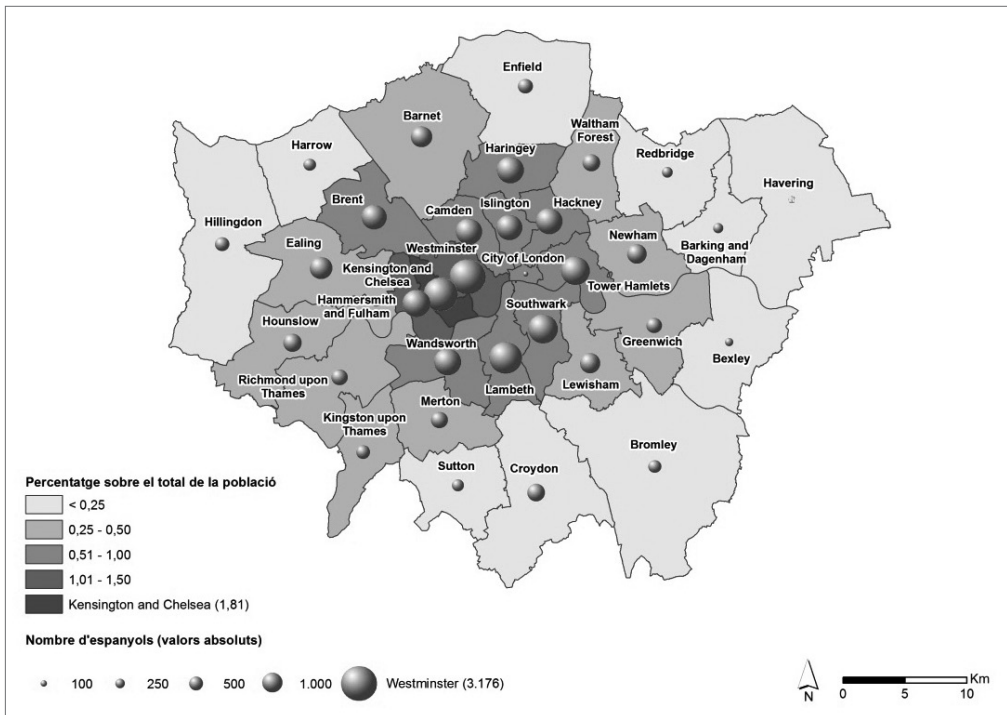 Enfield
Barnet
Waltham
Forest
Haringey
Harrow
Redbridge
Havering
Brent
Camden
Islington
Hackney
Hillingdon
Newham
Ealing
Westminster
City of London
Barking and
Dagenham
Kensington and
Chelsea
Tower Hamlets
Hammersmith
and Fulham
Southwark
Hounslow
Greenwich
Wandsworth
Bexley
Richmond upon
Thames
Lambeth
Lewisham
Merton
Kingston upon
Thames
Bromley
Sutton
Croydon
Percentatge sobre el total de la població
< 0,25
0,25 - 0,50
0,51 - 1,00
1,01 - 1,50
Kensington and Chelsea (1,81)
Nombre d'espanyols (valors absoluts)
100 250 500 1.000 Westminster (3.176)
N
Km
0 5 10